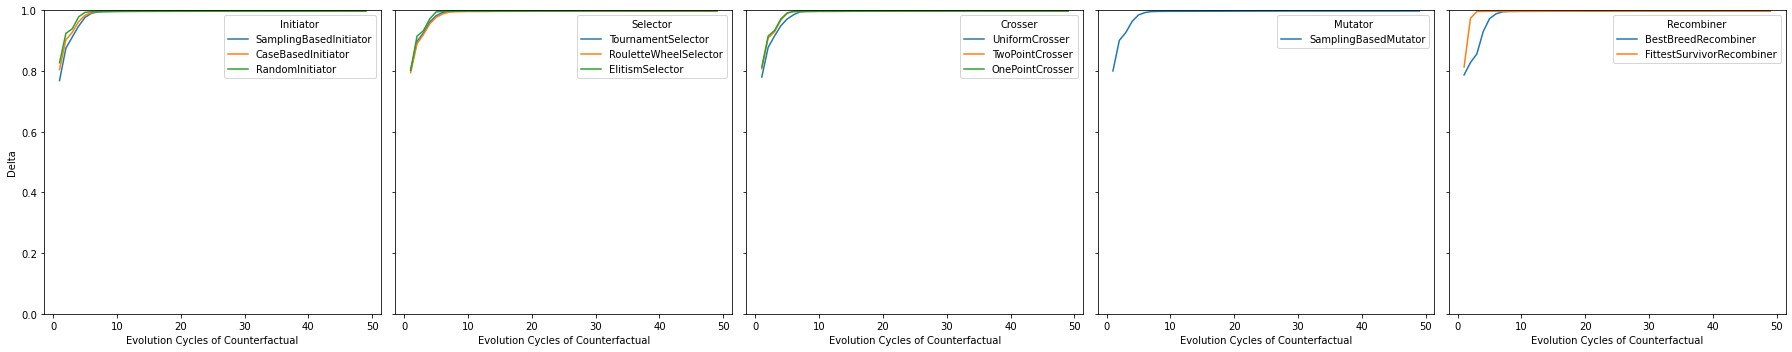 Delta
1.0
0.8
0.6
0.4
0.2
0.0
Initiator
SamplingBasedInitiator
CaseBasedInitiator
RandomInitiator
0 10 20 30 40 50
Evolution Cycles of Counterfactual
Selector
TournamentSelector
RouletteWheelSelector
ElitismSelector
0 10 20 30 40 50
Evolution Cycles of Counterfactual
Crosser
UniformCrosser
TwoPointCrosser
OnePointCrosser
0 10 20 30 40 50
Evolution Cycles of Counterfactual
Mutator
SamplingBasedMutator
0 10 20 30 40 50
Evolution Cycles of Counterfactual
Recombiner
BestBreedRecombiner
FittestSurvivorRecombiner
0 10 20 30 40 50
Evolution Cycles of Counterfactual